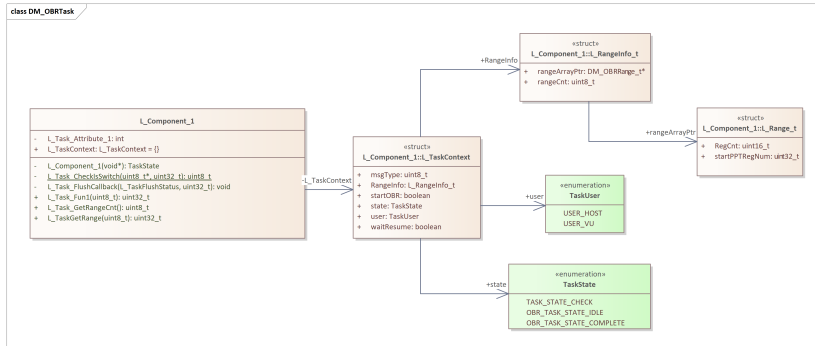 class DM_OBRTask
L_Component_1
- L_Task_Attribute_1: int
+ L_TaskContext: L_TaskContext = {}
- L_Component_1(void*): TaskState
- L_Task_CheckIsSwitch(uint8_t*, uint32_t): uint8_t
- L_Task_FlushCallback(L_TaskFlushStatus, uint32_t): void
+ L_Task_Fun1(uint8_t): uint32_t
+ L_Task_GetRangeCnt(): uint8_t
+ L_TaskGetRange(uint8_t): uint32_t
-L_TaskContext
«struct»
L_Component_1::L_TaskContext
+ msgType: uint8_t
+ RangeInfo: L_RangeInfo_t
+ startOBR: boolean
+ state: TaskState
+ user: TaskUser
+ waitResume: boolean
+RangeInfo
«struct»
L_Component_1::L_RangeInfo_t
+ rangeArrayPtr: DM_OBRRange_t*
+ rangeCnt: uint8_t
+rangeArrayPtr
«struct»
L_Component_1::L_Range_t
+ RegCnt: uint16_t
+ startPPTRegNum: uint32_t
+user
«enumeration»
TaskUser
USER_HOST
USER_VU
+state
«enumeration»
TaskState
TASK_STATE_CHECK
OBR_TASK_STATE_IDLE
OBR_TASK_STATE_COMPLETE